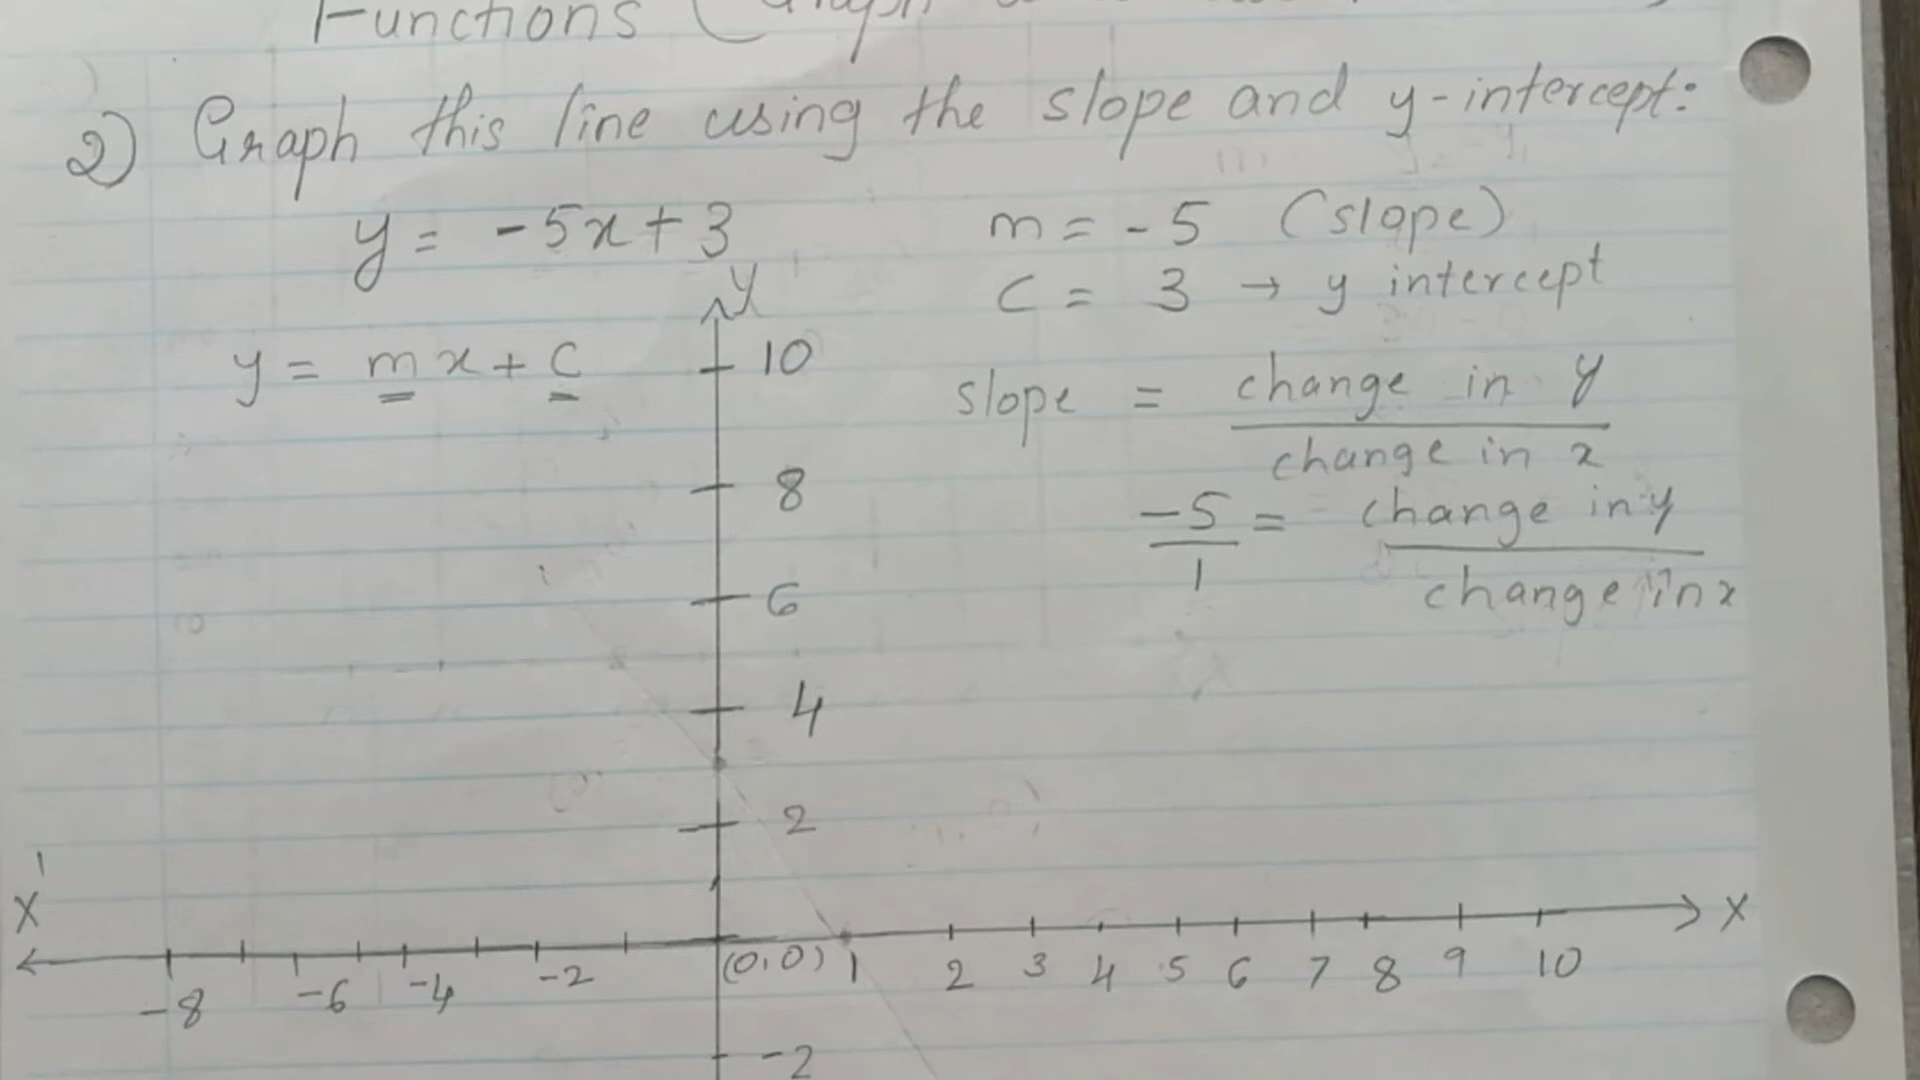 Functions (Graph
2) Graph this line using the slope and y-intercept:
y = -5x+3
m = -5 (slope)
c = 3 → y intercept
y = mx + c
slope = change in y
change in x
-5 = change in y
1 change in x
Y
10
8
6
4
2
X'
X
-8 -6 -4 -2 (0,0) 1 2 3 4 5 6 7 8 9 10
-2